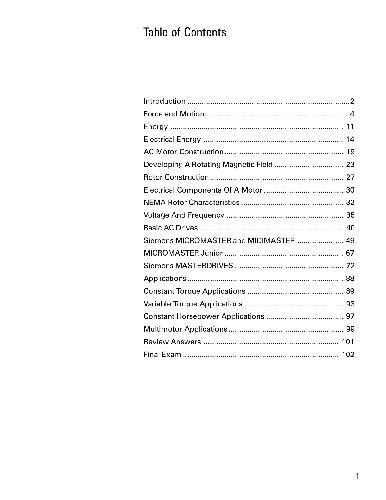 Table of Contents
Introduction ........ 2
Force and Motion ........ 4
Energy ........ 11
Electrical Energy ........ 14
AC Motor Construction ........ 19
Developing A Rotating Magnetic Field ........ 23
Rotor Construction ........ 27
Electrical Components Of A Motor ........ 30
NEMA Rotor Characteristics ........ 32
Voltage And Frequency ........ 36
Basic AC Drives ........ 40
Siemens MICROMASTER and MIDIMASTER ........ 49
MICROMASTER Junior ........ 67
Siemens MASTERDRIVES ........ 72
Applications ........ 88
Constant Torque Applications ........ 89
Variable Torque Applications ........ 93
Constant Horsepower Applications ........ 97
Multimotor Applications ........ 99
Review Answers ........ 101
Final Exam ........ 102
1